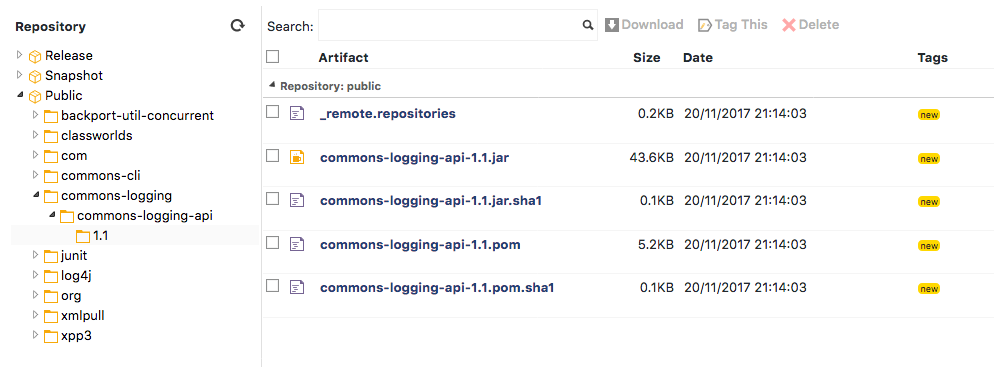 Repository
Release
Snapshot
Public
backport-util-concurrent
classworlds
com
commons-cli
commons-logging
commons-logging-api
1.1
junit
log4j
org
xmlpull
xpp3
Search: Download Tag This Delete
Artifact Size Date Tags
Repository: public
_remote.repositories 0.2KB 20/11/2017 21:14:03 new
commons-logging-api-1.1.jar 43.6KB 20/11/2017 21:14:03 new
commons-logging-api-1.1.jar.sha1 0.1KB 20/11/2017 21:14:03 new
commons-logging-api-1.1.pom 5.2KB 20/11/2017 21:14:03 new
commons-logging-api-1.1.pom.sha1 0.1KB 20/11/2017 21:14:03 new